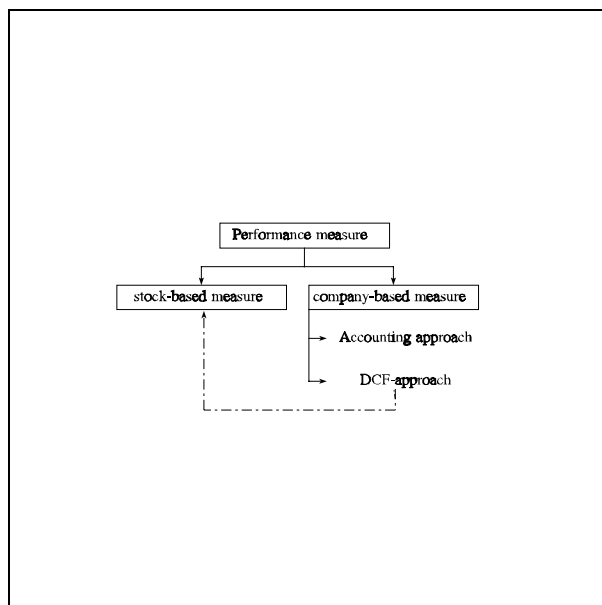 Performance measure
stock-based measure
company-based measure
Accounting approach
DCF-approach